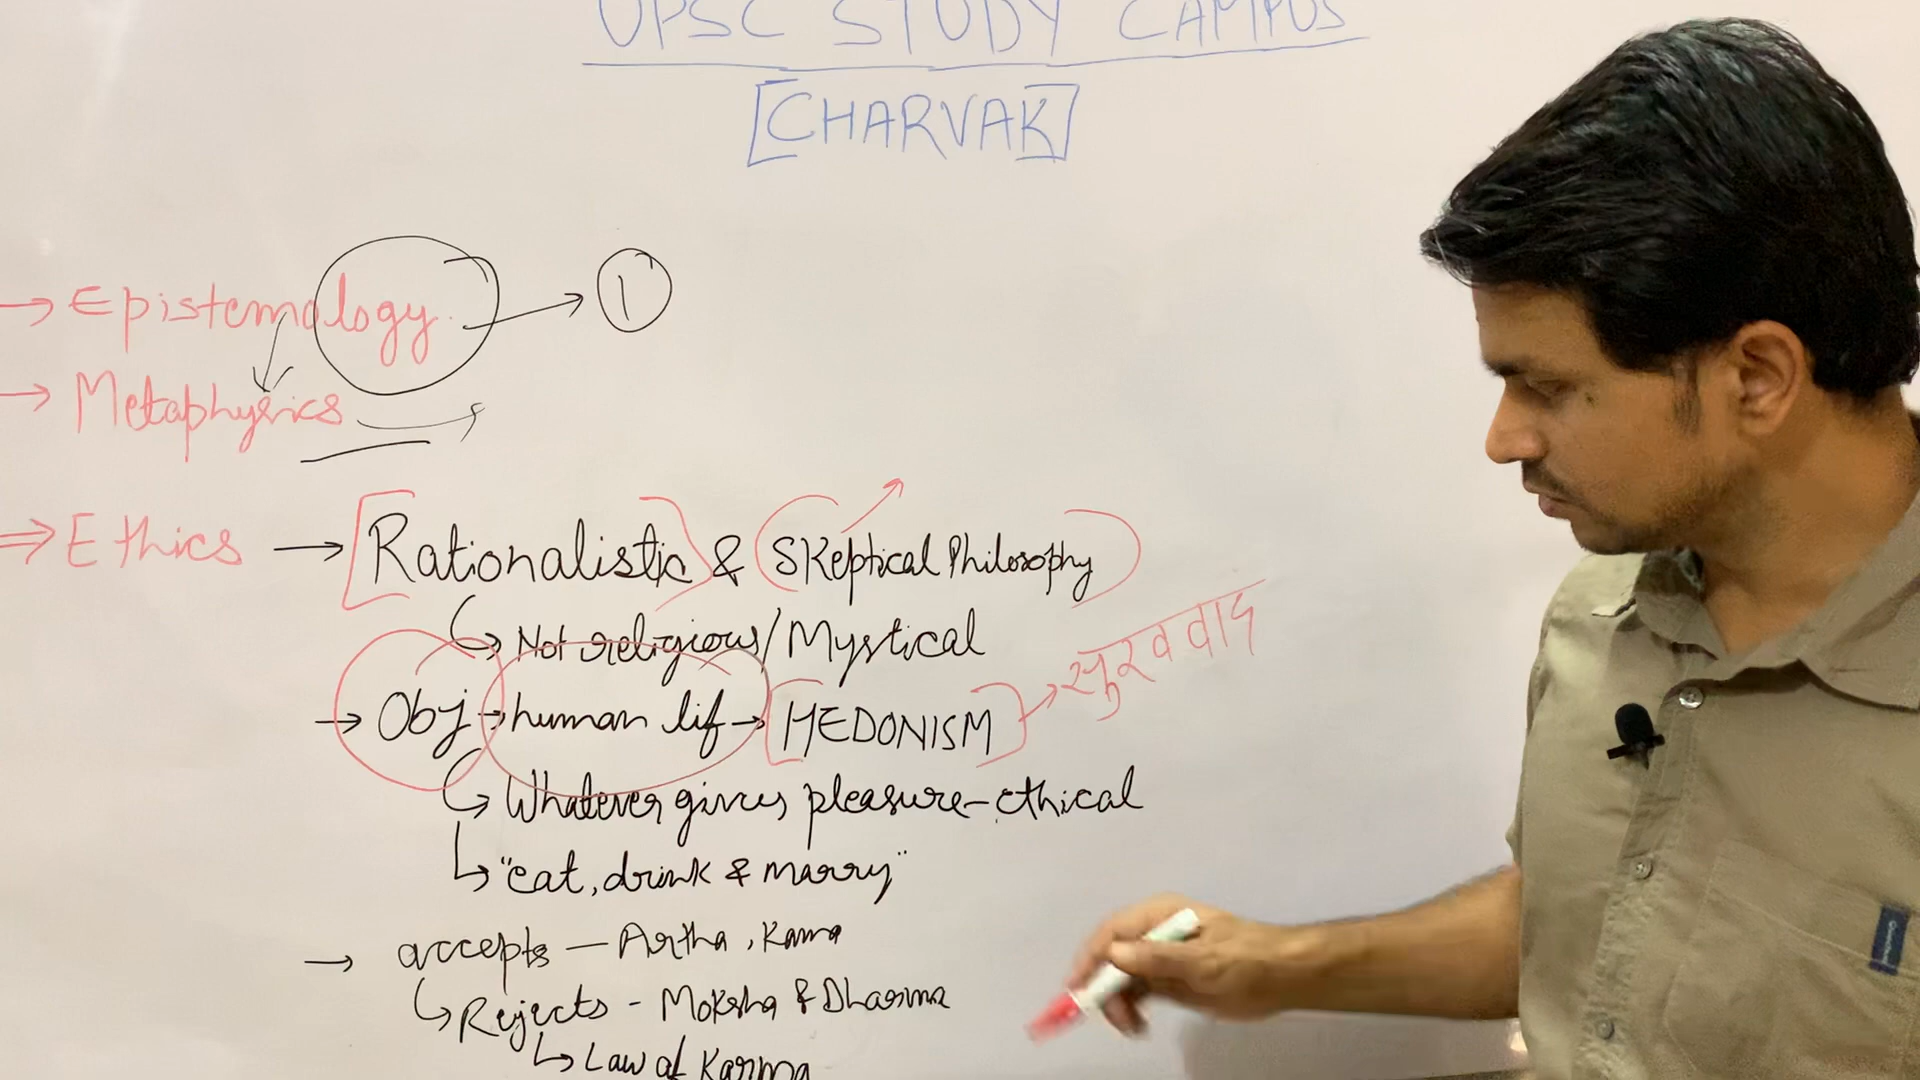 UPSC STUDY CAMPUS
[CHARVAK]
→ Epistemology. → 1
→ Metaphysics →
⇒ Ethics → [Rationalistic & Skeptical Philosophy
↳ Not religious/Mystical
→ Obj → human lif → [HEDONISM] → सुखवाद
↳ Whatever gives pleasure - ethical
↳ "eat, drink & marry"
→ accepts — Artha, Kama
↳ Rejects - Moksha & Dharma
↳ Law of Karma